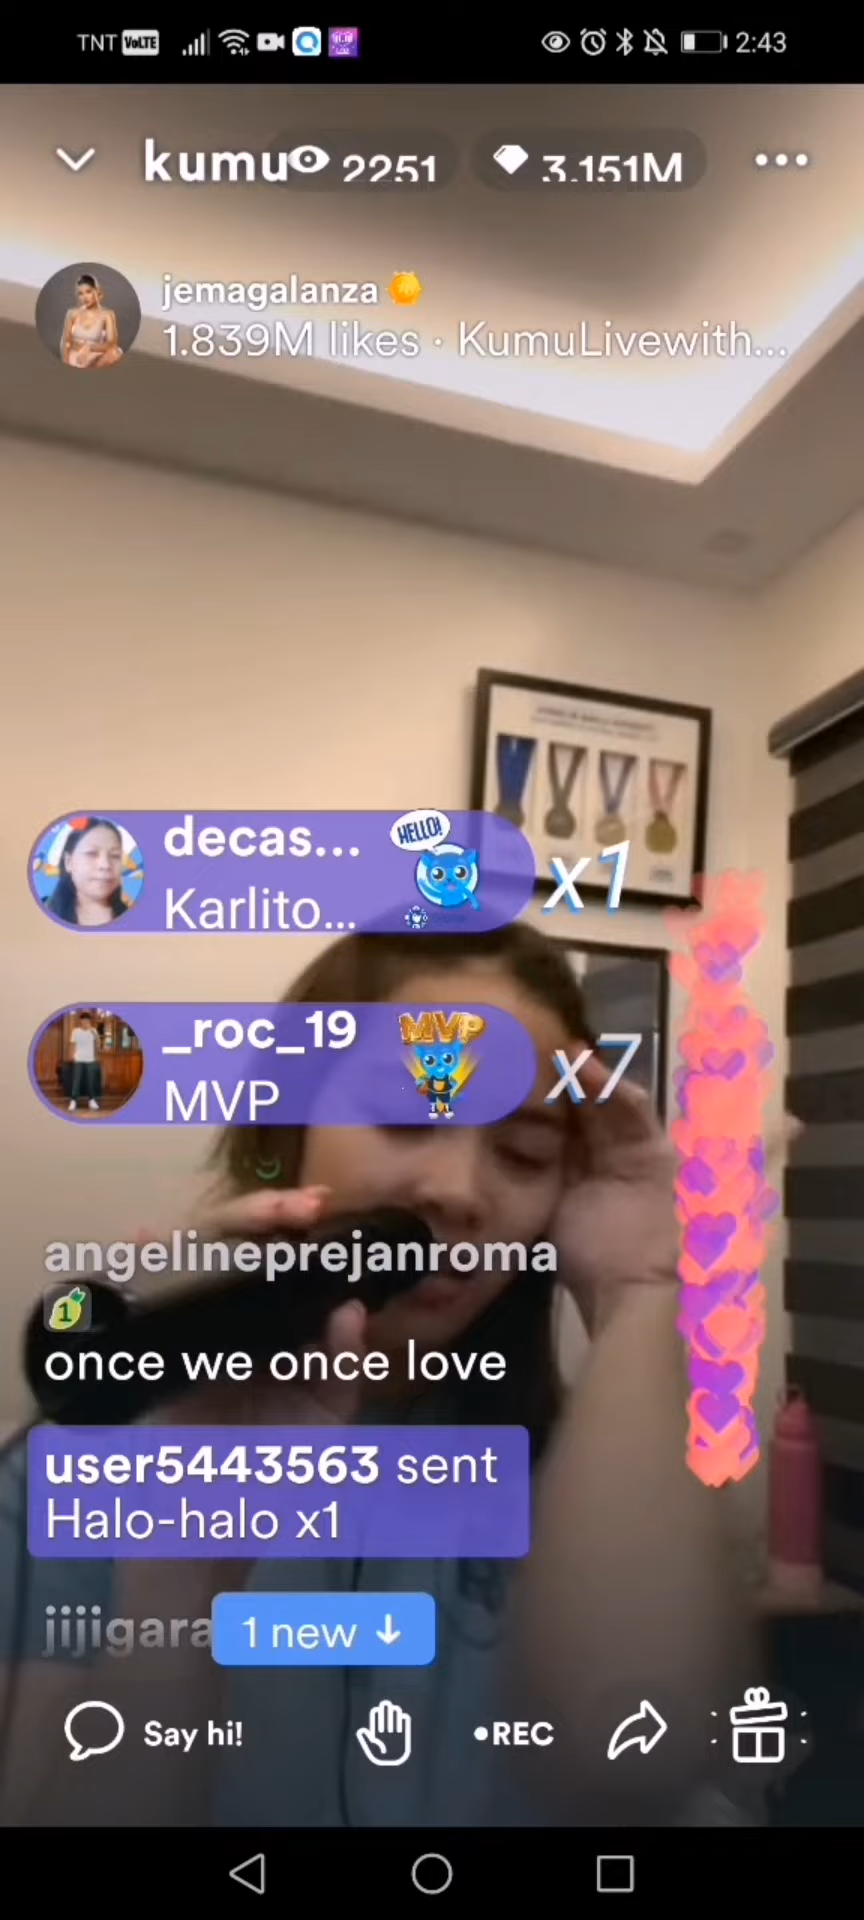 TNT VoLTE 2:43
kumu 2251 3.151M
jemagalanza
1.839M likes · KumuLivewith...
decas...
HELLO!
Karlito...
x1
_roc_19
MVP
MVP
x7
angelineprejanroma
1
once we once love
user5443563 sent
Halo-halo x1
jijigara
1 new ↓
Say hi!
•REC